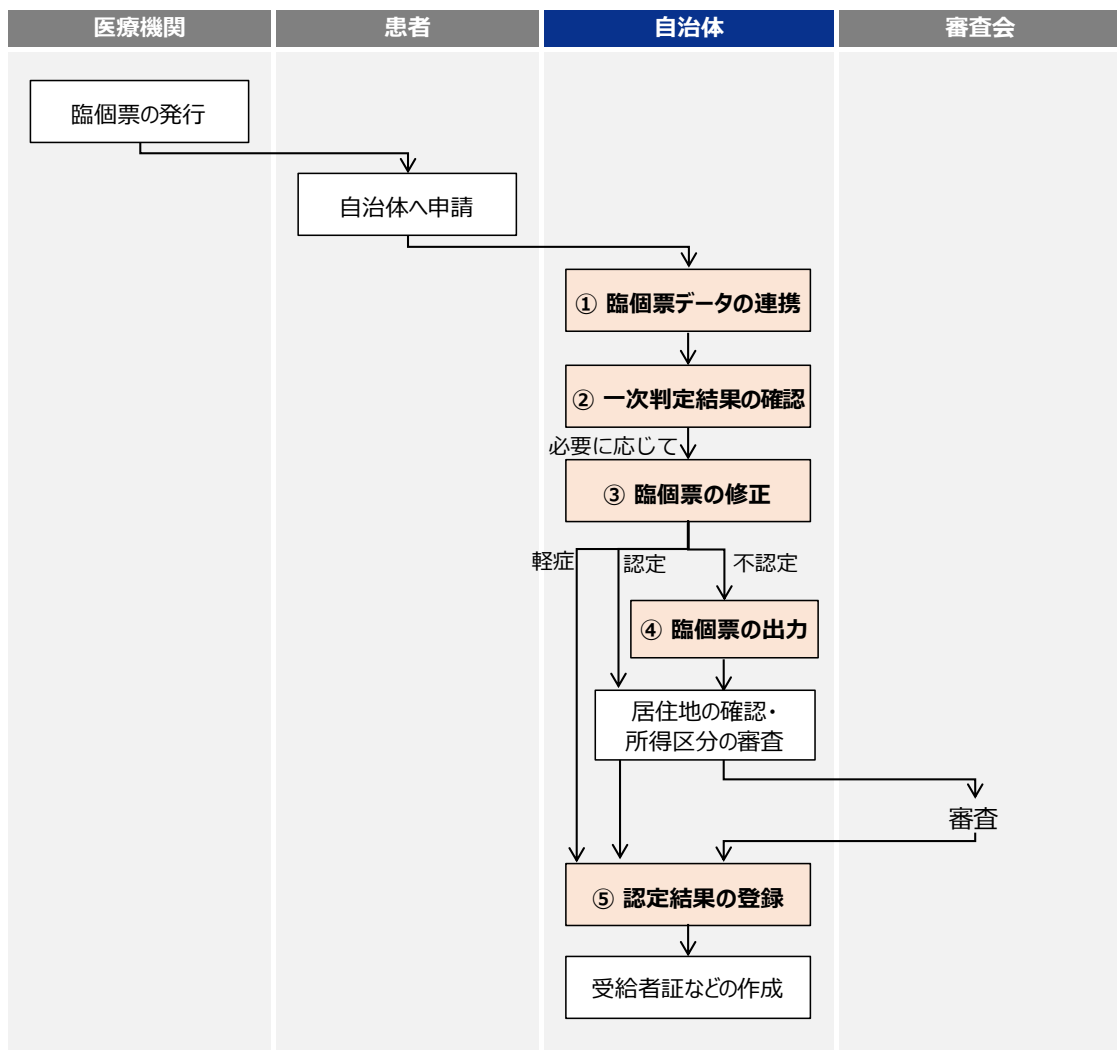 医療機関
患者
自治体
審査会
臨個票の発行
自治体へ申請
① 臨個票データの連携
② 一次判定結果の確認
必要に応じて
③ 臨個票の修正
軽症
認定
不認定
④ 臨個票の出力
居住地の確認・
所得区分の審査
審査
⑤ 認定結果の登録
受給者証などの作成